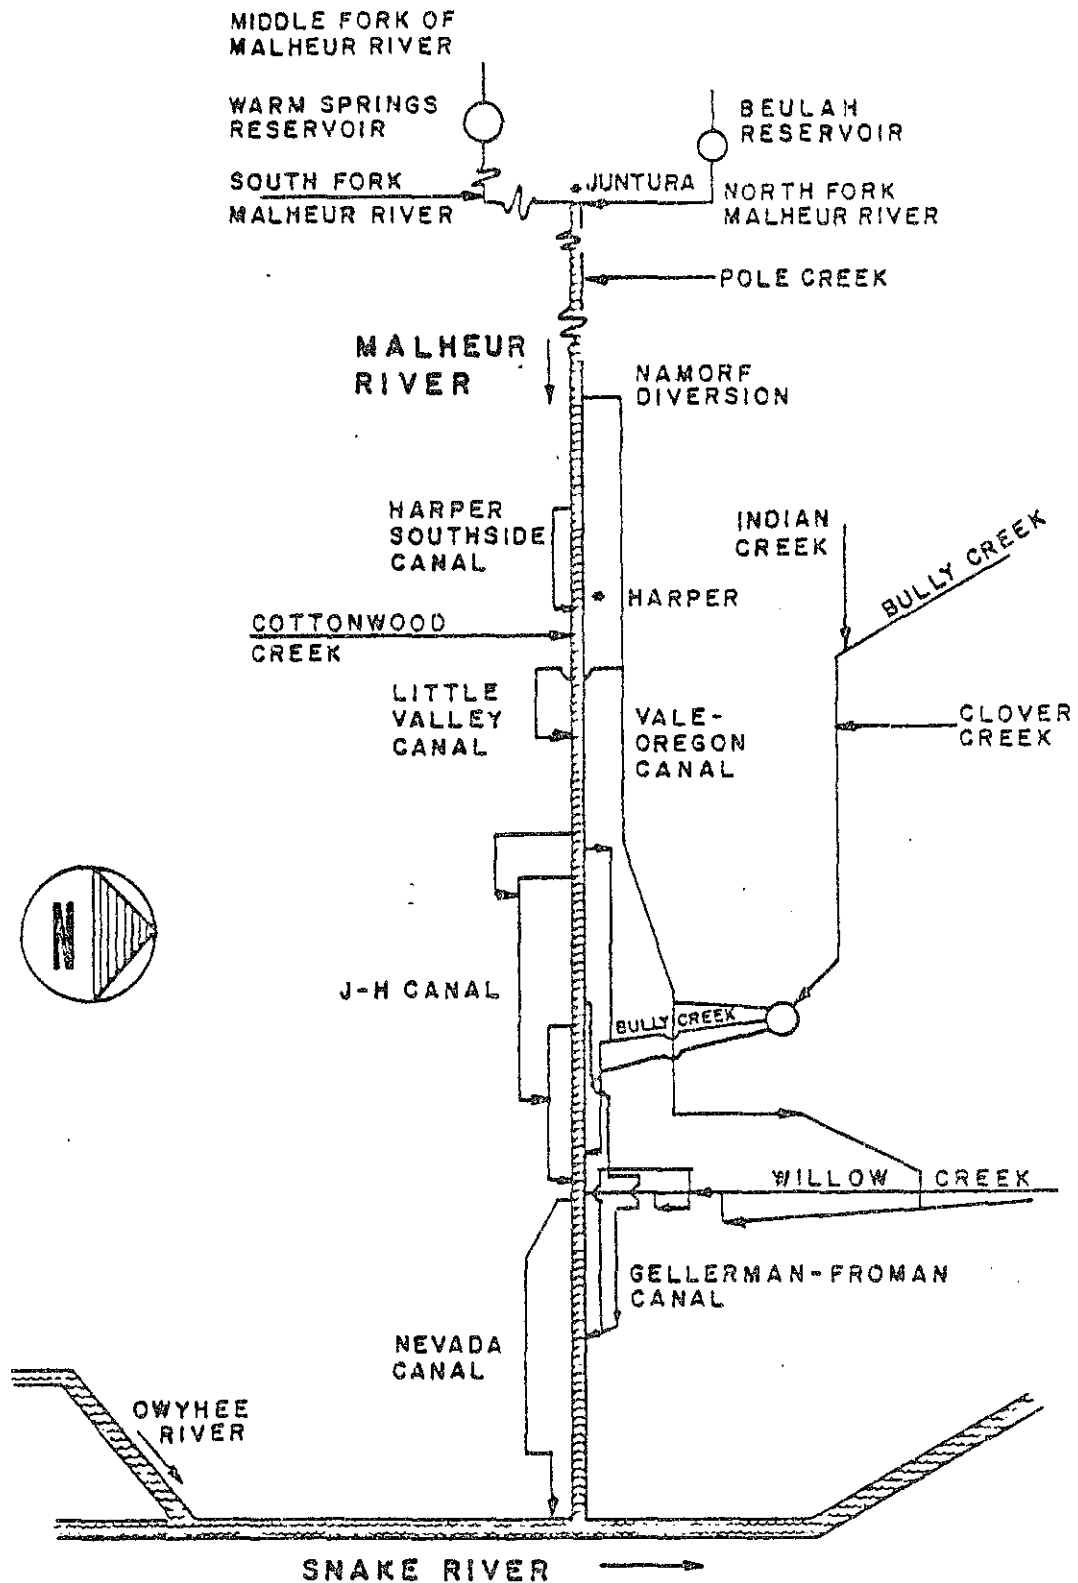 MIDDLE FORK OF
MALHEUR RIVER
WARM SPRINGS
RESERVOIR
BEULAH
RESERVOIR
SOUTH FORK
MALHEUR RIVER
JUNTURA
NORTH FORK
MALHEUR RIVER
POLE CREEK
MALHEUR
RIVER
NAMORF
DIVERSION
HARPER
SOUTHSIDE
CANAL
INDIAN
CREEK
BULLY CREEK
HARPER
COTTONWOOD
CREEK
LITTLE
VALLEY
CANAL
VALE-
OREGON
CANAL
CLOVER
CREEK
N
J-H CANAL
BULLY CREEK
WILLOW CREEK
GELLERMAN-FROMAN
CANAL
NEVADA
CANAL
OWYHEE
RIVER
SNAKE RIVER